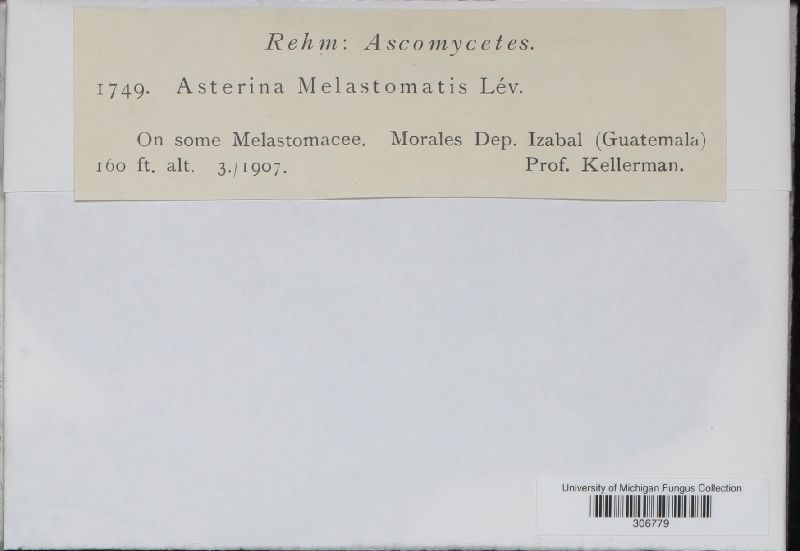 Rehm: Ascomycetes.
1749. Asterina Melastomatis Lév.
On some Melastomacee. Morales Dep. Izabal (Guatemala)
160 ft. alt. 3./1907. Prof. Kellerman.
University of Michigan Fungus Collection
306779